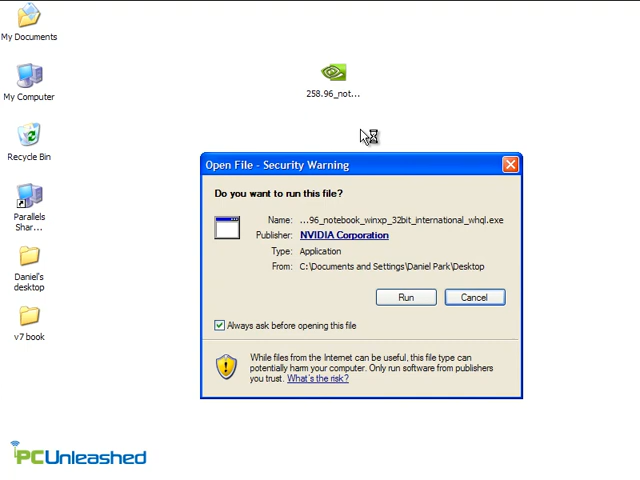 My Documents
258.96_not...
My Computer
Recycle Bin
Parallels
Shar...
Daniel's
desktop
v7 book
Open File - Security Warning
Do you want to run this file?
Name: ...96_notebook_winxp_32bit_international_whql.exe
Publisher: NVIDIA Corporation
Type: Application
From: C:\Documents and Settings\Daniel Park\Desktop
Run Cancel
Always ask before opening this file
While files from the Internet can be useful, this file type can
potentially harm your computer. Only run software from publishers
you trust. What's the risk?
PCUnleashed